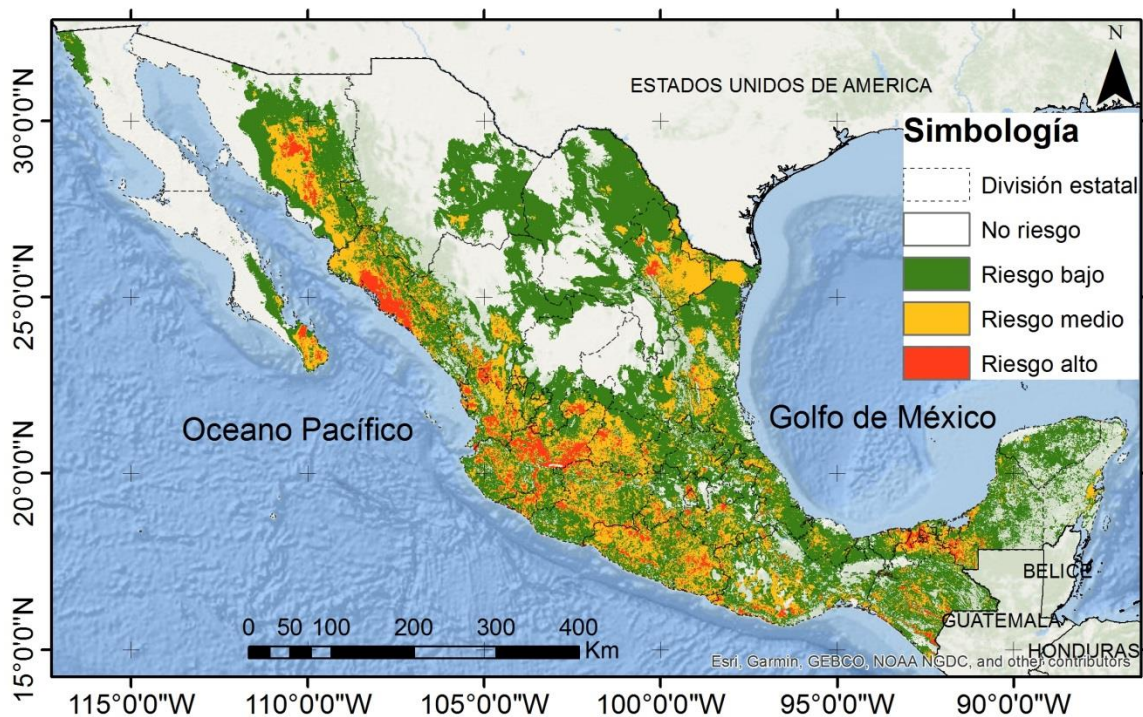 N
ESTADOS UNIDOS DE AMERICA
Simbología
División estatal
No riesgo
Riesgo bajo
Riesgo medio
Riesgo alto
Oceano Pacífico
Golfo de México
BELICE
GUATEMALA
HONDURAS
0 50 100 200 300 400
Km
Esri, Garmin, GEBCO, NOAA NGDC, and other contributors
30°0'0"N
25°0'0"N
20°0'0"N
15°0'0"N
115°0'0"W
110°0'0"W
105°0'0"W
100°0'0"W
95°0'0"W
90°0'0"W